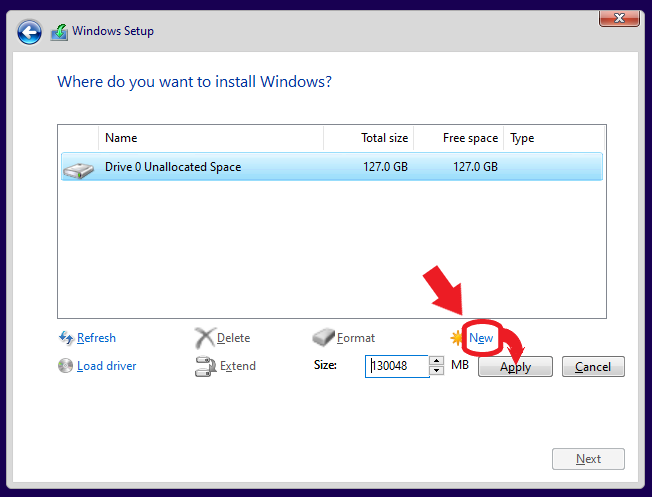 Windows Setup
Where do you want to install Windows?
Name Total size Free space Type
Drive 0 Unallocated Space 127.0 GB 127.0 GB
Refresh Delete Format New
Load driver Extend Size: 130048 MB Apply Cancel
Next